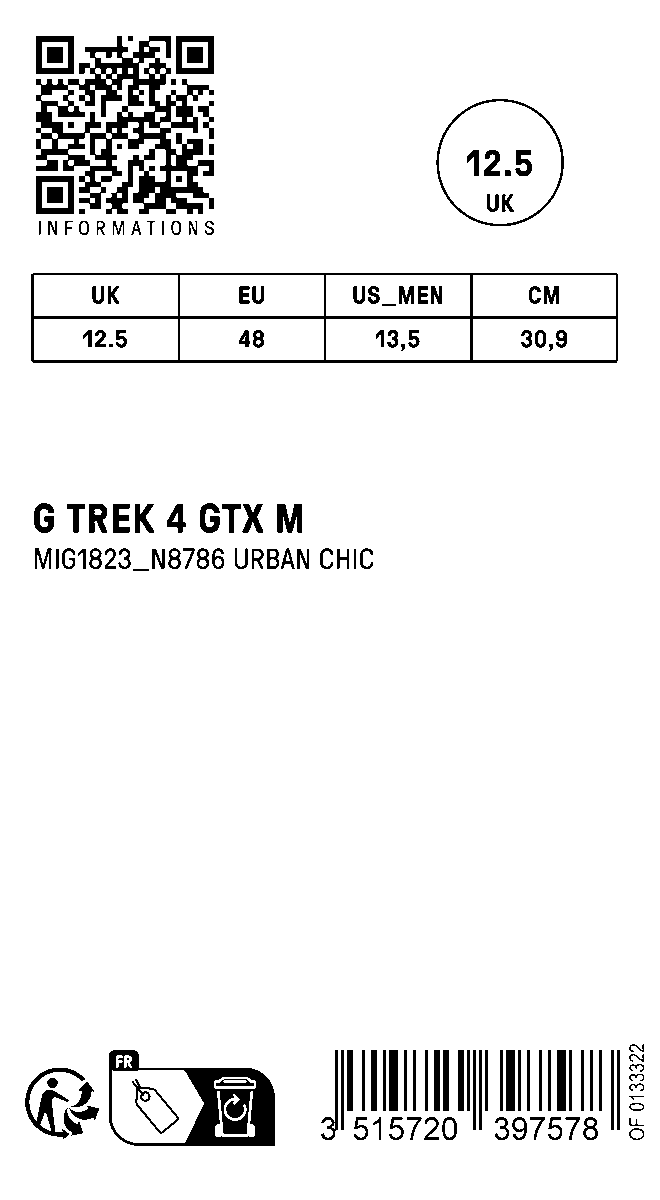 INFORMATIONS
12.5
UK
UK EU US_MEN CM
12.5 48 13,5 30,9
G TREK 4 GTX M
MIG1823_N8786 URBAN CHIC
FR
3 515720 397578
OF 0133322